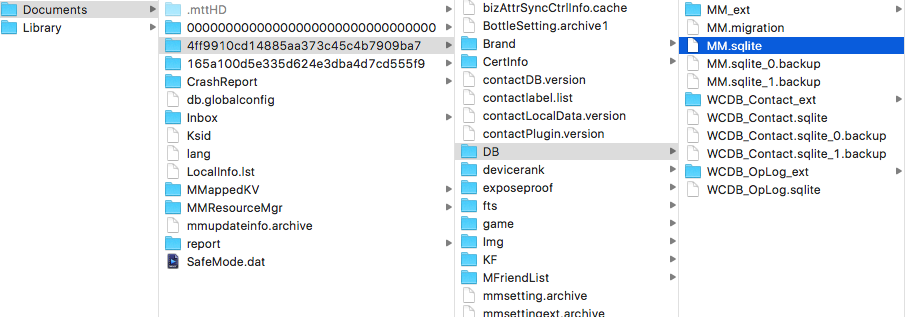 Documents
Library
.mttHD
00000000000000000000000000000000
4ff9910cd14885aa373c45c4b7909ba7
165a100d5e335d624e3dba4d7cd555f9
CrashReport
db.globalconfig
Inbox
Ksid
lang
LocalInfo.lst
MMappedKV
MMResourceMgr
mmupdateinfo.archive
report
SafeMode.dat
bizAttrSyncCtrlInfo.cache
BottleSetting.archive1
Brand
CertInfo
contactDB.version
contactlabel.list
contactLocalData.version
contactPlugin.version
DB
devicerank
exposeproof
fts
game
Img
KF
MFriendList
mmsetting.archive
mmsettingext.archive
MM_ext
MM.migration
MM.sqlite
MM.sqlite_0.backup
MM.sqlite_1.backup
WCDB_Contact_ext
WCDB_Contact.sqlite
WCDB_Contact.sqlite_0.backup
WCDB_Contact.sqlite_1.backup
WCDB_OpLog_ext
WCDB_OpLog.sqlite